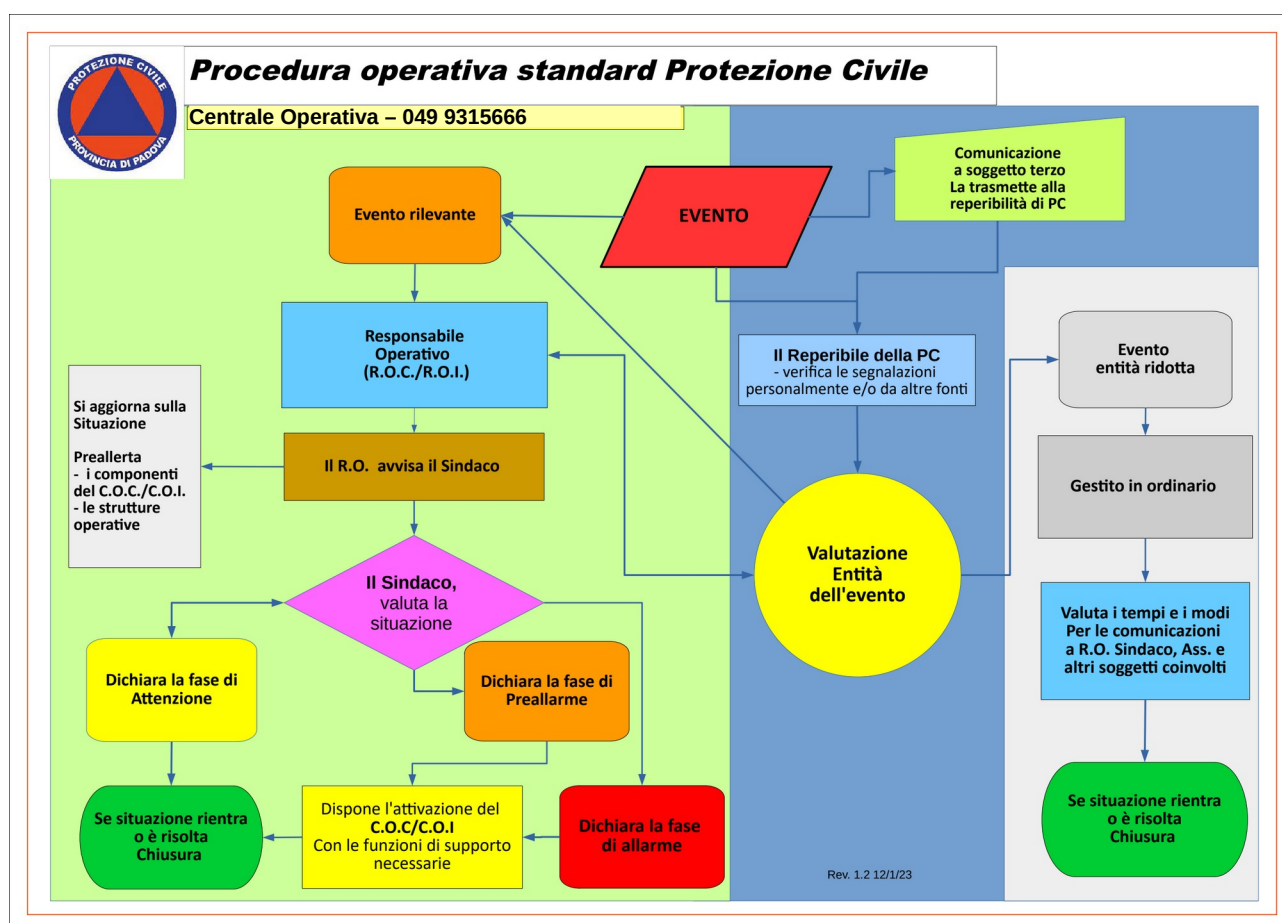 PROTEZIONE CIVILE
PROVINCIA DI PADOVA
Procedura operativa standard Protezione Civile
Centrale Operativa – 049 9315666
Evento rilevante
EVENTO
Comunicazione
a soggetto terzo
La trasmette alla
reperibilità di PC
Responsabile
Operativo
(R.O.C./R.O.I.)
Il Reperibile della PC
- verifica le segnalazioni
personalmente e/o da altre fonti
Evento
entità ridotta
Si aggiorna sulla
Situazione
Preallerta
- i componenti
del C.O.C./C.O.I.
- le strutture
operative
Il R.O. avvisa il Sindaco
Gestito in ordinario
Valutazione
Entità
dell'evento
Il Sindaco,
valuta la
situazione
Valuta i tempi e i modi
Per le comunicazioni
a R.O. Sindaco, Ass. e
altri soggetti coinvolti
Dichiara la fase di
Attenzione
Dichiara la fase di
Preallarme
Se situazione rientra
o è risolta
Chiusura
Dispone l'attivazione del
C.O.C/C.O.I
Con le funzioni di supporto
necessarie
Dichiara la fase
di allarme
Se situazione rientra
o è risolta
Chiusura
Rev. 1.2 12/1/23